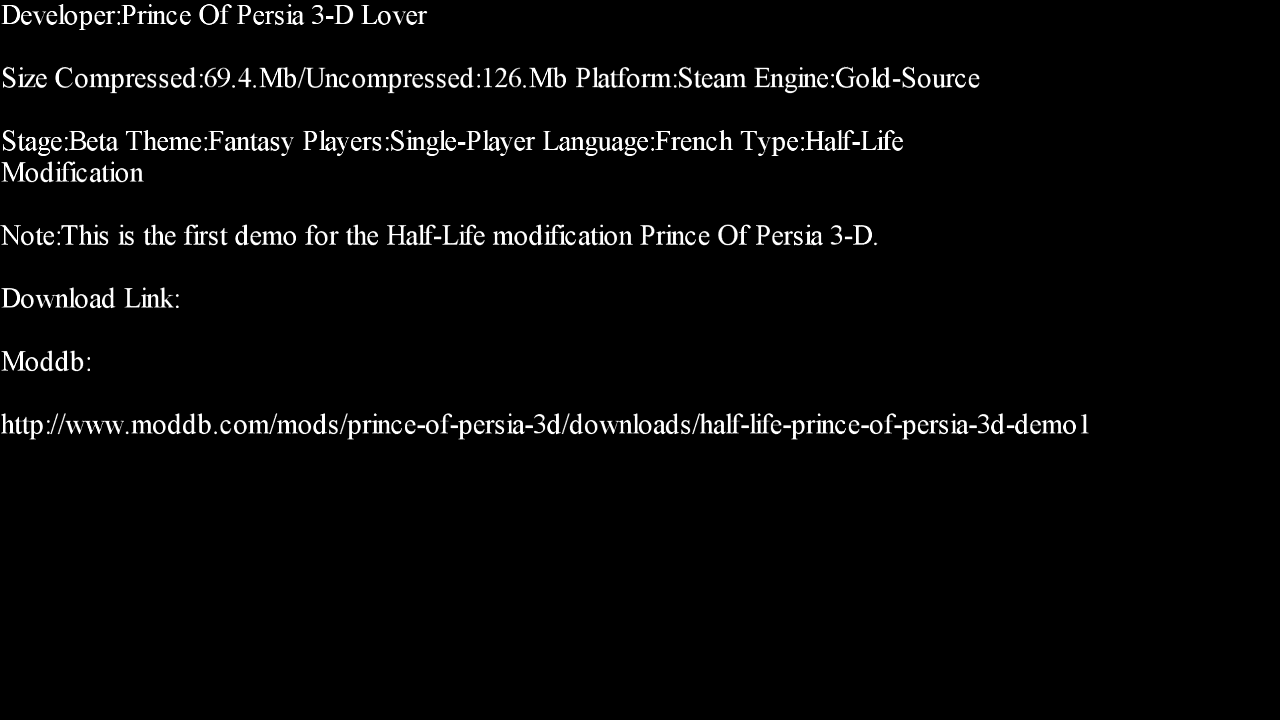 Developer:Prince Of Persia 3-D Lover
Size Compressed:69.4.Mb/Uncompressed:126.Mb Platform:Steam Engine:Gold-Source
Stage:Beta Theme:Fantasy Players:Single-Player Language:French Type:Half-Life
Modification
Note:This is the first demo for the Half-Life modification Prince Of Persia 3-D.
Download Link:
Moddb:
http://www.moddb.com/mods/prince-of-persia-3d/downloads/half-life-prince-of-persia-3d-demo1